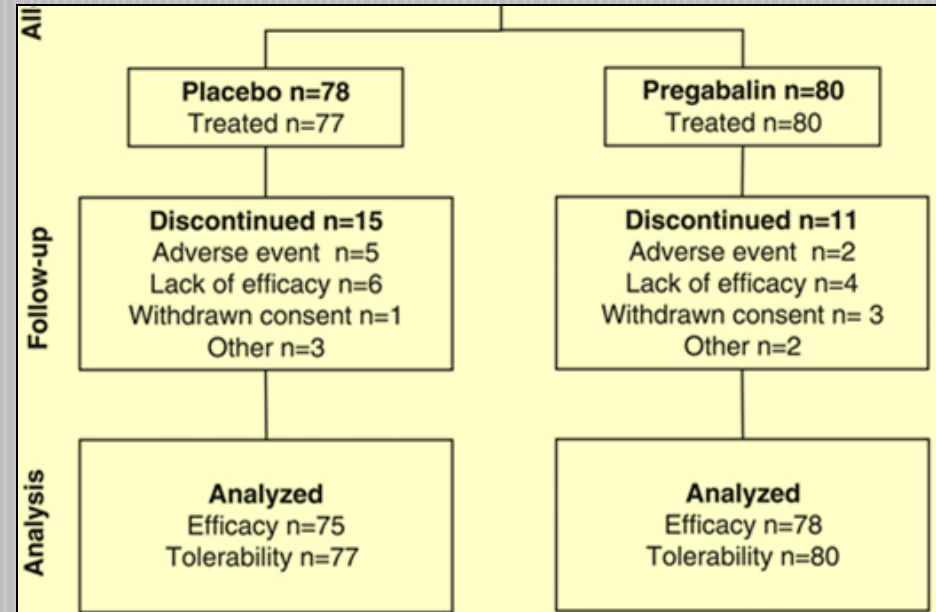 All
Placebo n=78
Treated n=77
Pregabalin n=80
Treated n=80
Follow-up
Discontinued n=15
Adverse event n=5
Lack of efficacy n=6
Withdrawn consent n=1
Other n=3
Discontinued n=11
Adverse event n=2
Lack of efficacy n=4
Withdrawn consent n= 3
Other n=2
Analysis
Analyzed
Efficacy n=75
Tolerability n=77
Analyzed
Efficacy n=78
Tolerability n=80